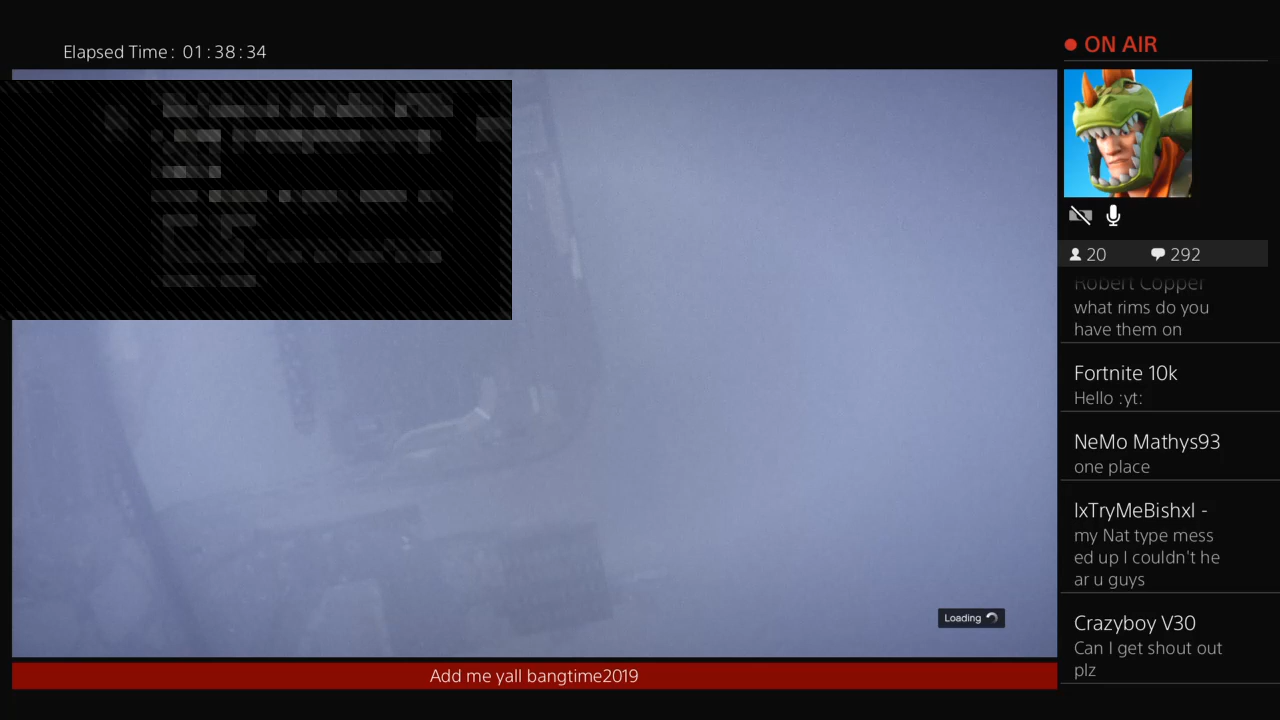 Elapsed Time: 01:38:34
ON AIR
20 292
Robert Copper
what rims do you
have them on
Fortnite 10k
Hello :yt:
NeMo Mathys93
one place
lxTryMeBishxl -
my Nat type mess
ed up I couldn't he
ar u guys
Crazyboy V30
Can I get shout out
plz
Loading
Add me yall bangtime2019